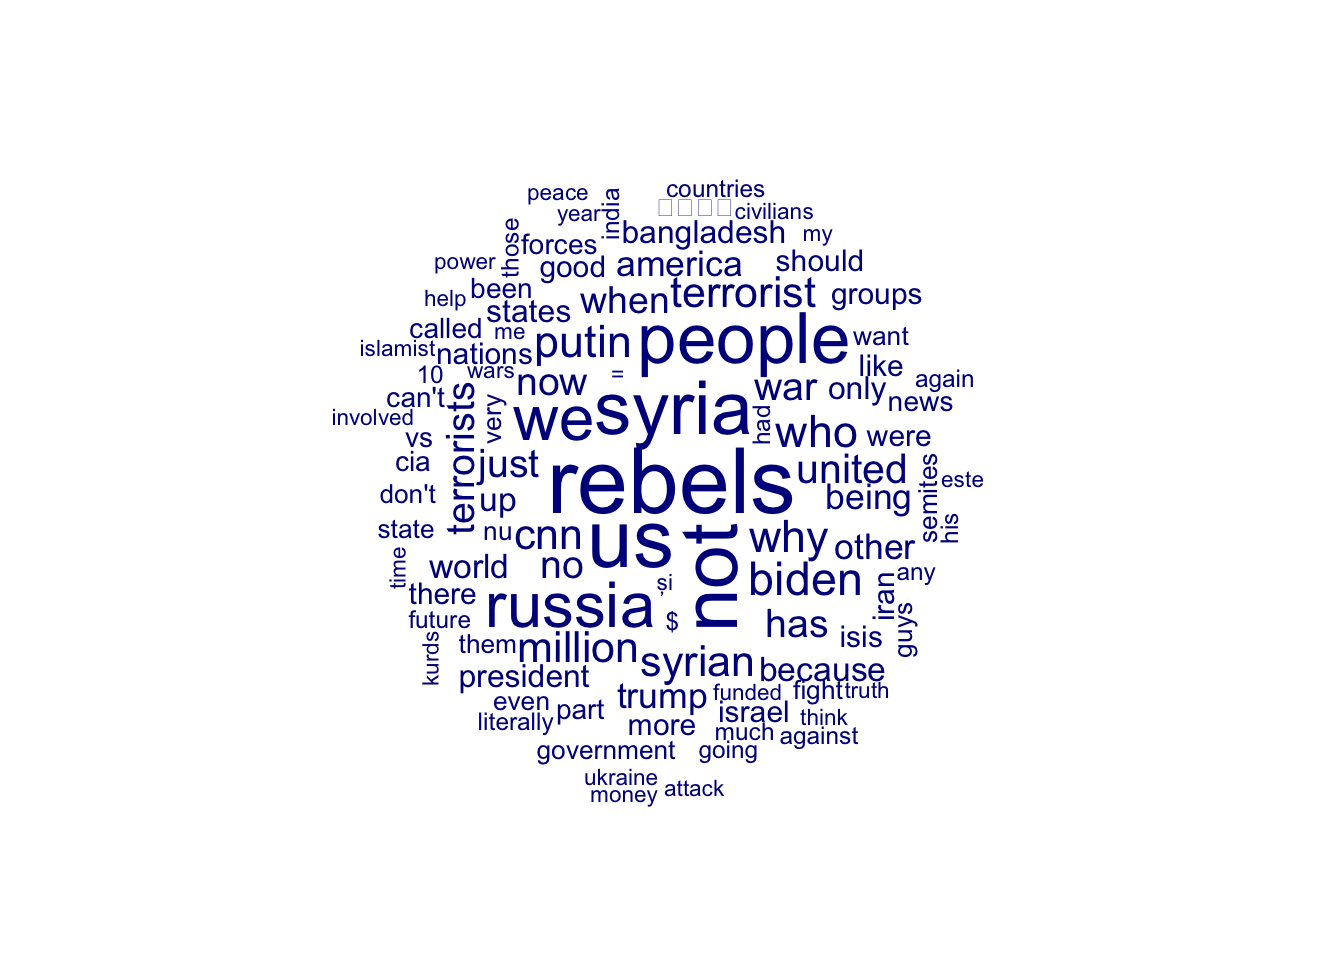 peace countries
year india civilians
those forces bangladesh my
power good america should
help been states when terrorist groups
called me putin people want
islamist nations like
10 wars now = war only again
can't very we syria had news
involved terrorists who were
vs
cia just rebels united semites este
don't up being
state nu cnn us not why other his
time world no biden any
there și iran
future russia $ has isis guys
kurds them million syrian because
president trump funded fight truth
even part israel think
literally more much against
government going
ukraine attack
money